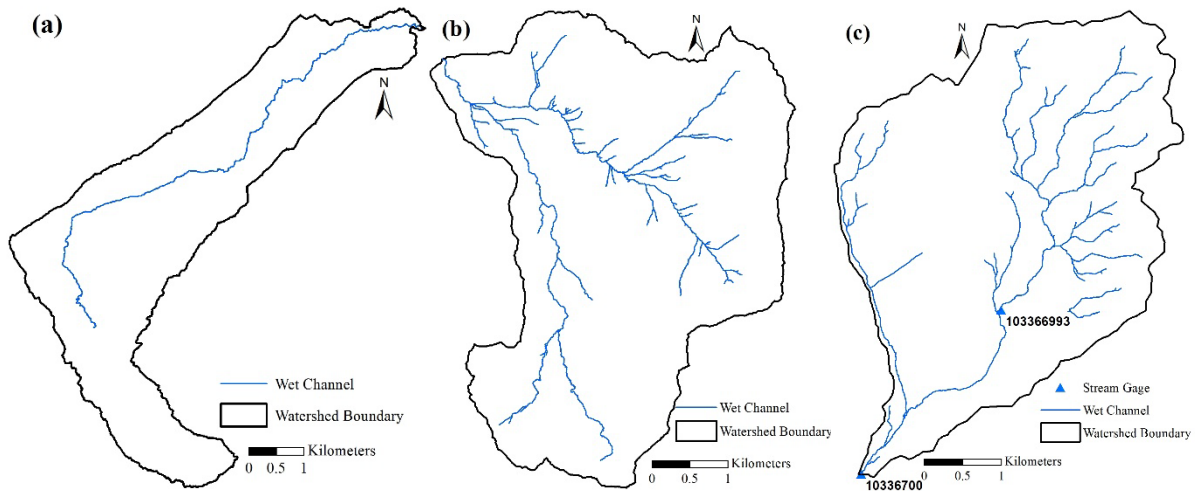 (a)
N
Wet Channel
Watershed Boundary
Kilometers
0 0.5 1
(b)
N
Wet Channel
Watershed Boundary
Kilometers
0 0.5 1
(c)
N
103366993
Stream Gage
Wet Channel
Watershed Boundary
Kilometers
0 0.5 1
10336700